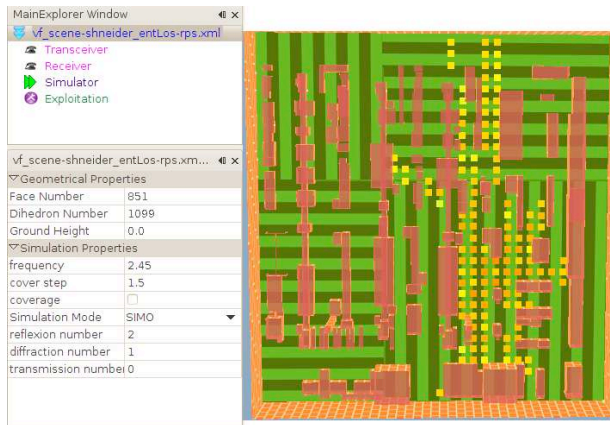 MainExplorer Window
vf_scene-shneider_entLos-rps.xml
Transceiver
Receiver
Simulator
Exploitation
vf_scene-shneider_entLos-rps.xm...
Geometrical Properties
Face Number 851
Dihedron Number 1099
Ground Height 0.0
Simulation Properties
frequency 2.45
cover step 1.5
coverage
Simulation Mode SIMO
reflexion number 2
diffraction number 1
transmission number 0